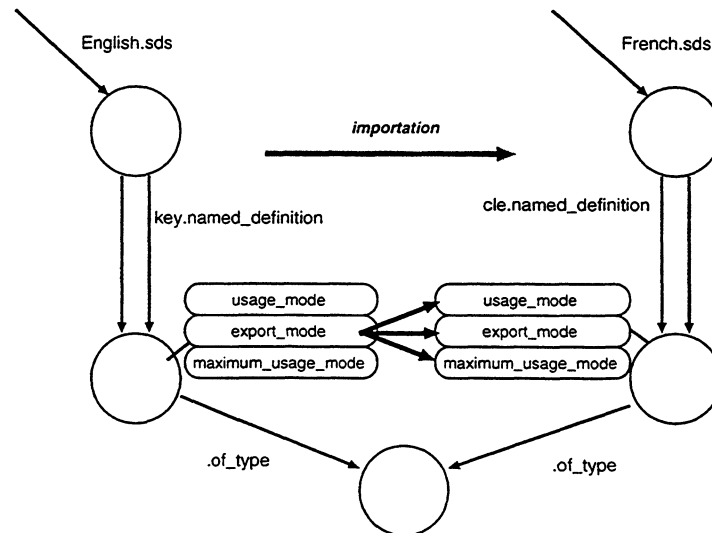 English.sds
French.sds
importation
key.named_definition
cle.named_definition
usage_mode
usage_mode
export_mode
export_mode
maximum_usage_mode
maximum_usage_mode
.of_type
.of_type